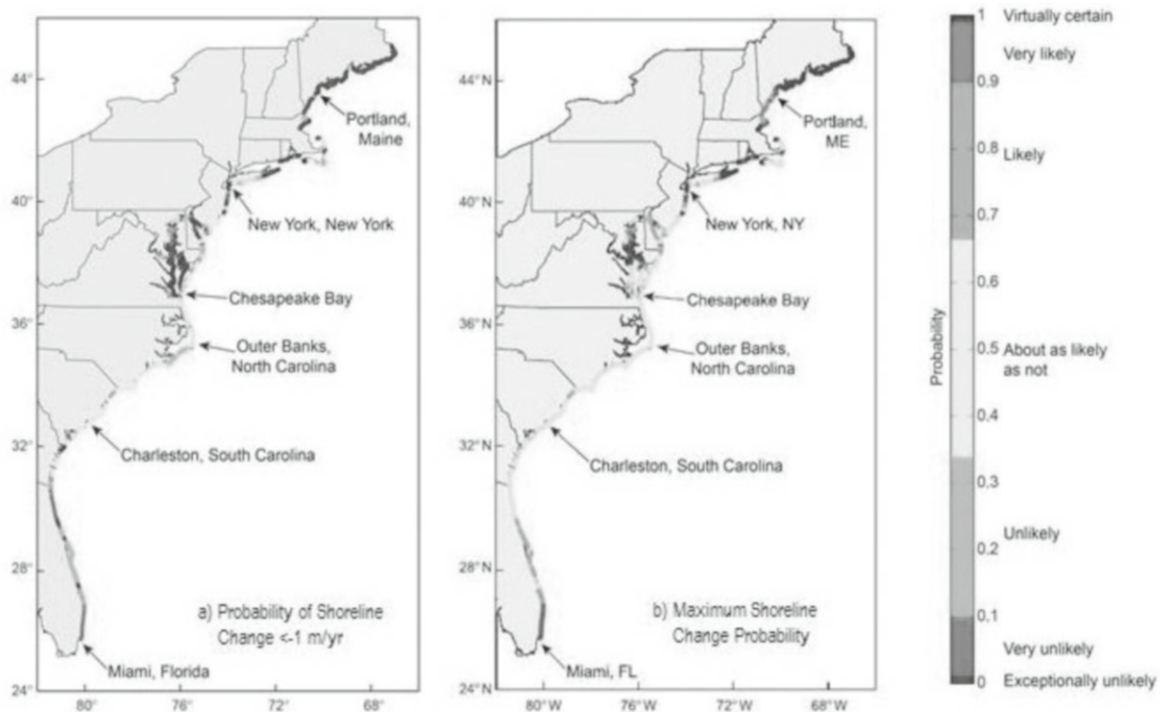 44°
40°
36°
32°
28°
24°
80°
76°
72°
68°
Portland,
Maine
New York, New York
Chesapeake Bay
Outer Banks,
North Carolina
Charleston, South Carolina
a) Probability of Shoreline
Change <-1 m/yr
Miami, Florida
44°N
40°N
36°N
32°N
28°N
24°N
80°W
76°W
72°W
68°W
Portland,
ME
New York, NY
Chesapeake Bay
Outer Banks,
North Carolina
Charleston, South Carolina
b) Maximum Shoreline
Change Probability
Miami, FL
Probability
1 Virtually certain
Very likely
0.9
0.8 Likely
0.7
0.6
0.5 About as likely
as not
0.4
0.3
Unlikely
0.2
0.1
Very unlikely
0 Exceptionally unlikely